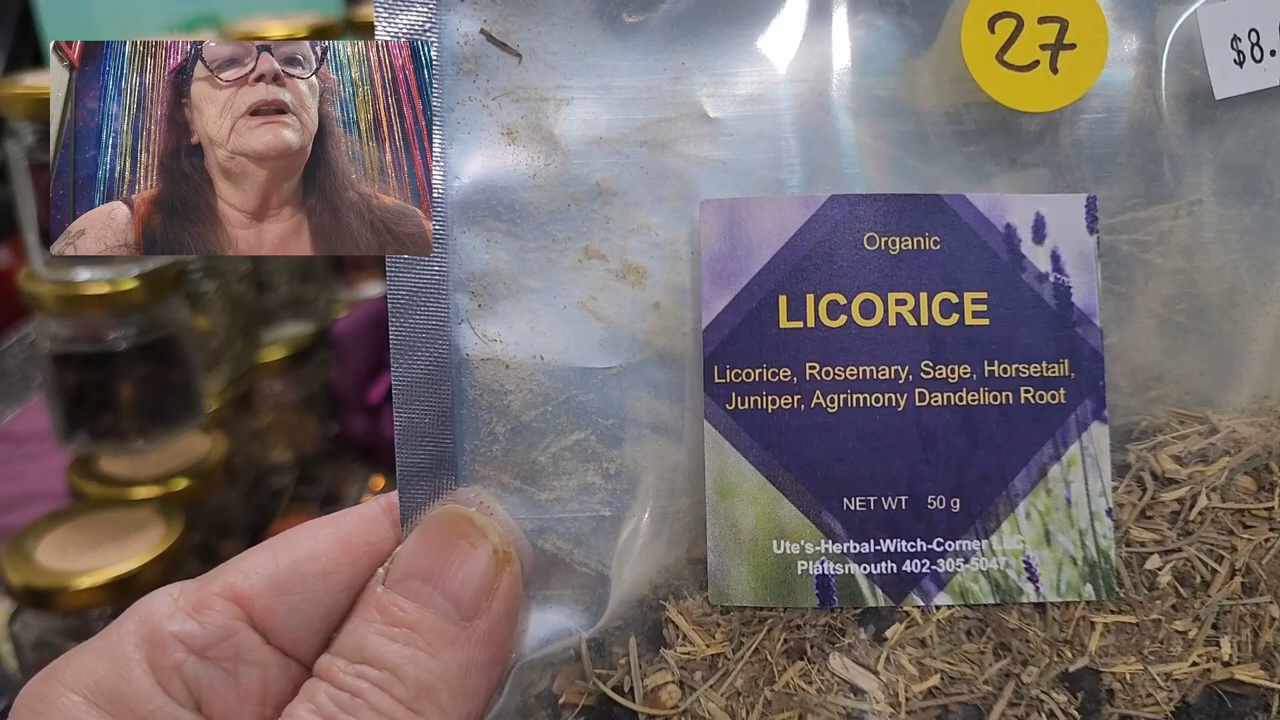 27
$8.
Organic
LICORICE
Licorice, Rosemary, Sage, Horsetail,
Juniper, Agrimony Dandelion Root
NET WT 50 g
Ute's-Herbal-Witch-Corner LLC
Plattsmouth 402-305-5047